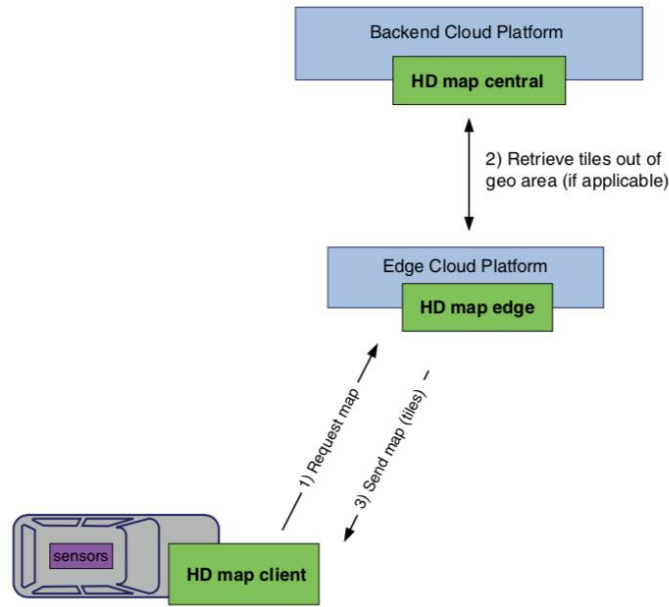 Backend Cloud Platform
HD map central
2) Retrieve tiles out of
geo area (if applicable)
Edge Cloud Platform
HD map edge
1) Request map
3) Send map (tiles)
sensors
HD map client